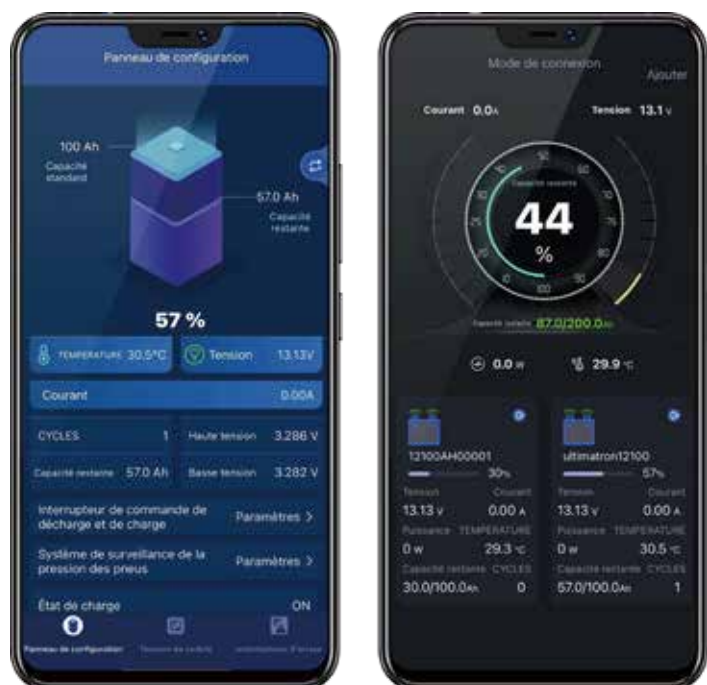 Panneau de configuration
100 Ah
Capacité
standard
57.0 Ah
Capacité
restante
57 %
TEMPERATURE 30.5°C
Tension 13.13V
Courant 0.00A
CYCLES 1
Haute tension 3.286 V
Capacité restante 57.0 Ah
Basse tension 3.282 V
Interrupteur de commande de
décharge et de charge
Paramètres >
Système de surveillance de la
pression des pneus
Paramètres >
État de charge ON
Panneau de configuration
Mode de connexion
Ajouter
Courant 0.0A
Tension 13.1 V
Capacité restante
44
%
87.0/200.0Ah
0.0 W
29.9 °C
12100AH00001
30%
Tension Courant
13.13 V 0.00 A
Puissance TEMPERATURE
0 W 29.3 °C
Capacité restante CYCLES
30.0/100.0Ah 0
ultimatron12100
57%
Tension Courant
13.13 V 0.00 A
Puissance TEMPERATURE
0 W 30.5 °C
Capacité restante CYCLES
57.0/100.0Ah 1